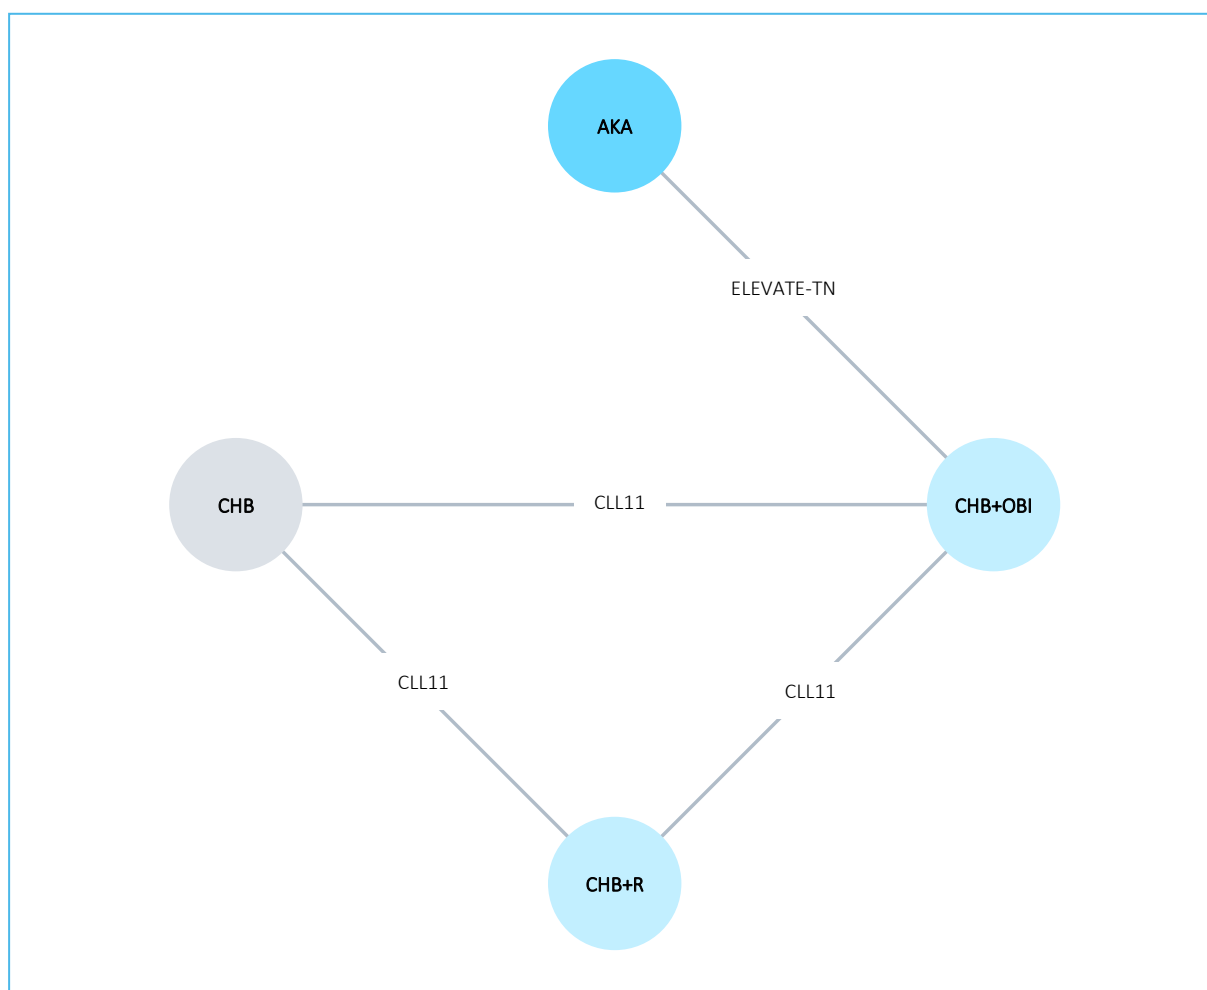 AKA
ELEVATE-TN
CHB
CLL11
CHB+OBI
CLL11
CLL11
CHB+R